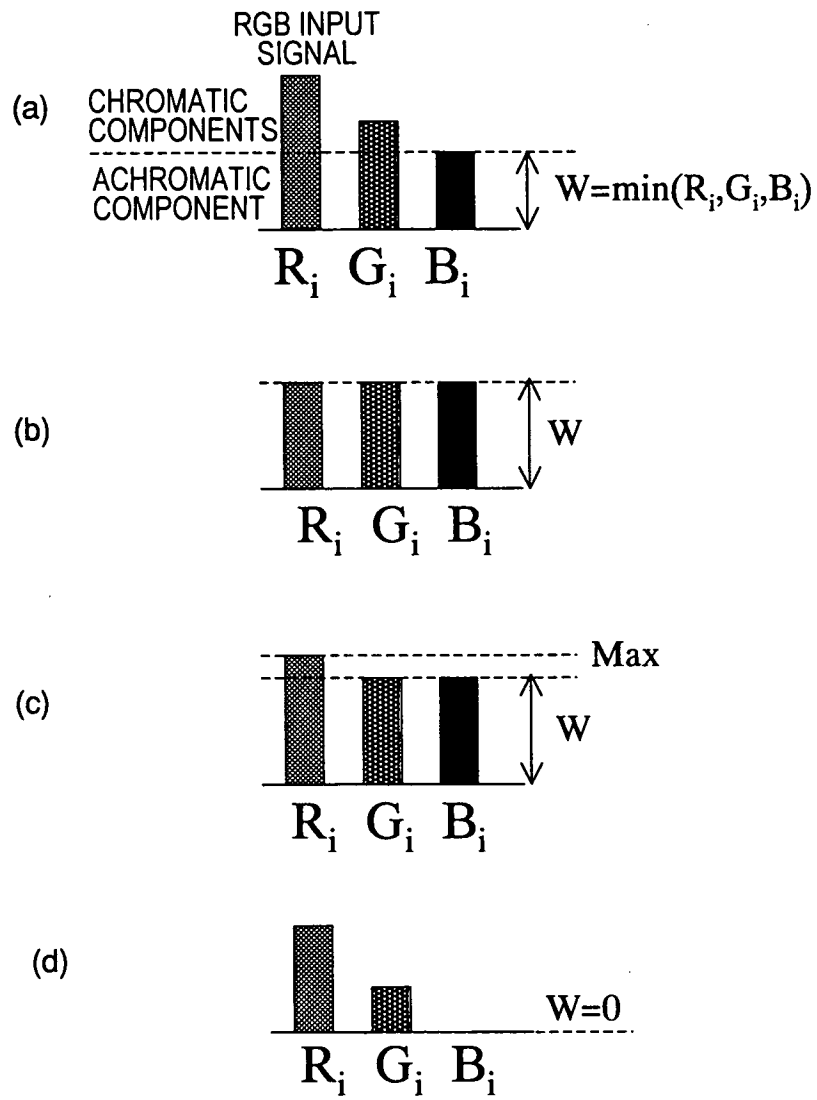 RGB INPUT
SIGNAL
(a)
CHROMATIC
COMPONENTS
ACHROMATIC
COMPONENT
W=min(Ri,Gi,Bi)
Ri Gi Bi
(b)
W
Ri Gi Bi
Max
(c)
W
Ri Gi Bi
(d)
W=0
Ri Gi Bi